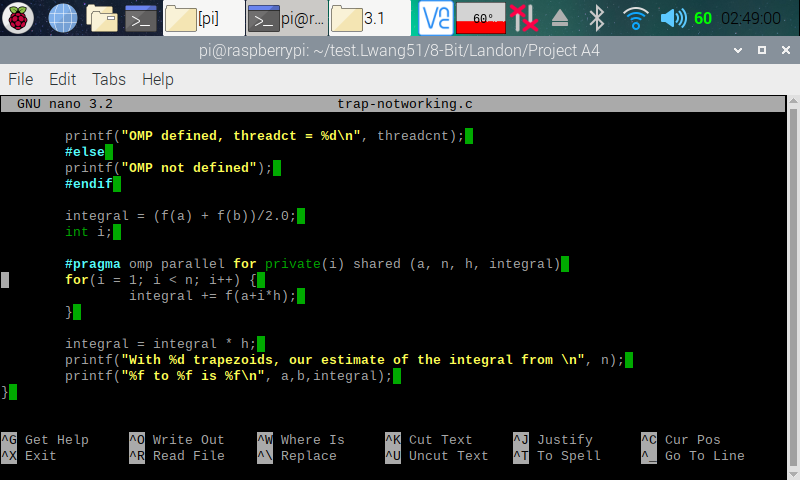 [pi] pi@r... 3.1 V2 60° 60 02:49:00
pi@raspberrypi: ~/test.Lwang51/8-Bit/Landon/Project A4
File Edit Tabs Help
GNU nano 3.2 trap-notworking.c
printf("OMP defined, threadct = %d\n", threadcnt);
#else
printf("OMP not defined");
#endif
integral = (f(a) + f(b))/2.0;
int i;
#pragma omp parallel for private(i) shared (a, n, h, integral)
for(i = 1; i < n; i++) {
integral += f(a+i*h);
}
integral = integral * h;
printf("With %d trapezoids, our estimate of the integral from \n", n);
printf("%f to %f is %f\n", a,b,integral);
}
^G Get Help ^O Write Out ^W Where Is ^K Cut Text ^J Justify ^C Cur Pos
^X Exit ^R Read File ^\ Replace ^U Uncut Text ^T To Spell ^_ Go To Line